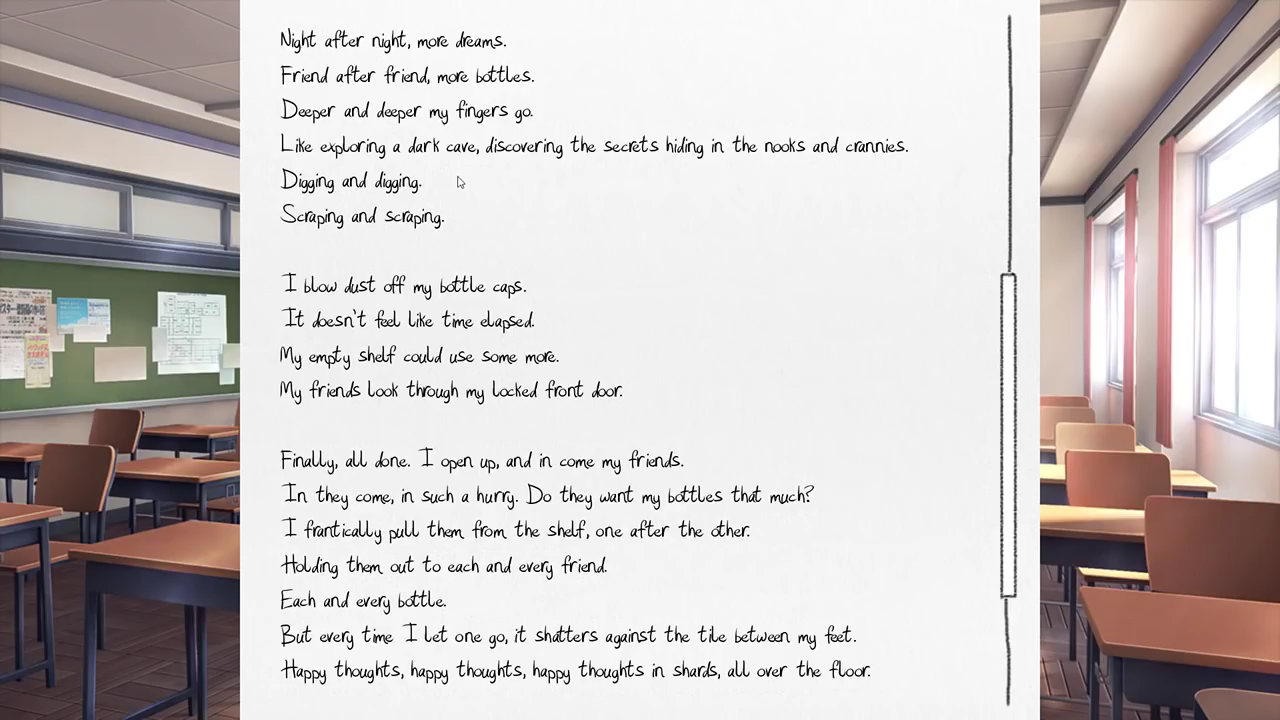 Night after night, more dreams.
Friend after friend, more bottles.
Deeper and deeper my fingers go.
Like exploring a dark cave, discovering the secrets hiding in the nooks and crannies.
Digging and digging.
Scraping and scraping.
I blow dust off my bottle caps.
It doesn't feel like time elapsed.
My empty shelf could use some more.
My friends look through my locked front door.
Finally, all done. I open up, and in come my friends.
In they come, in such a hurry. Do they want my bottles that much?
I frantically pull them from the shelf, one after the other.
Holding them out to each and every friend.
Each and every bottle.
But every time I let one go, it shatters against the tile between my feet.
Happy thoughts, happy thoughts, happy thoughts in shards, all over the floor.